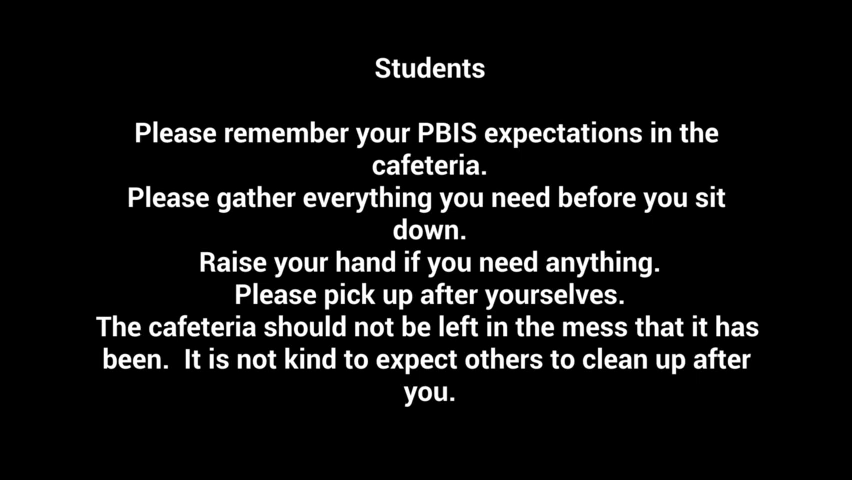 Students
Please remember your PBIS expectations in the
cafeteria.
Please gather everything you need before you sit
down.
Raise your hand if you need anything.
Please pick up after yourselves.
The cafeteria should not be left in the mess that it has
been.  It is not kind to expect others to clean up after
you.